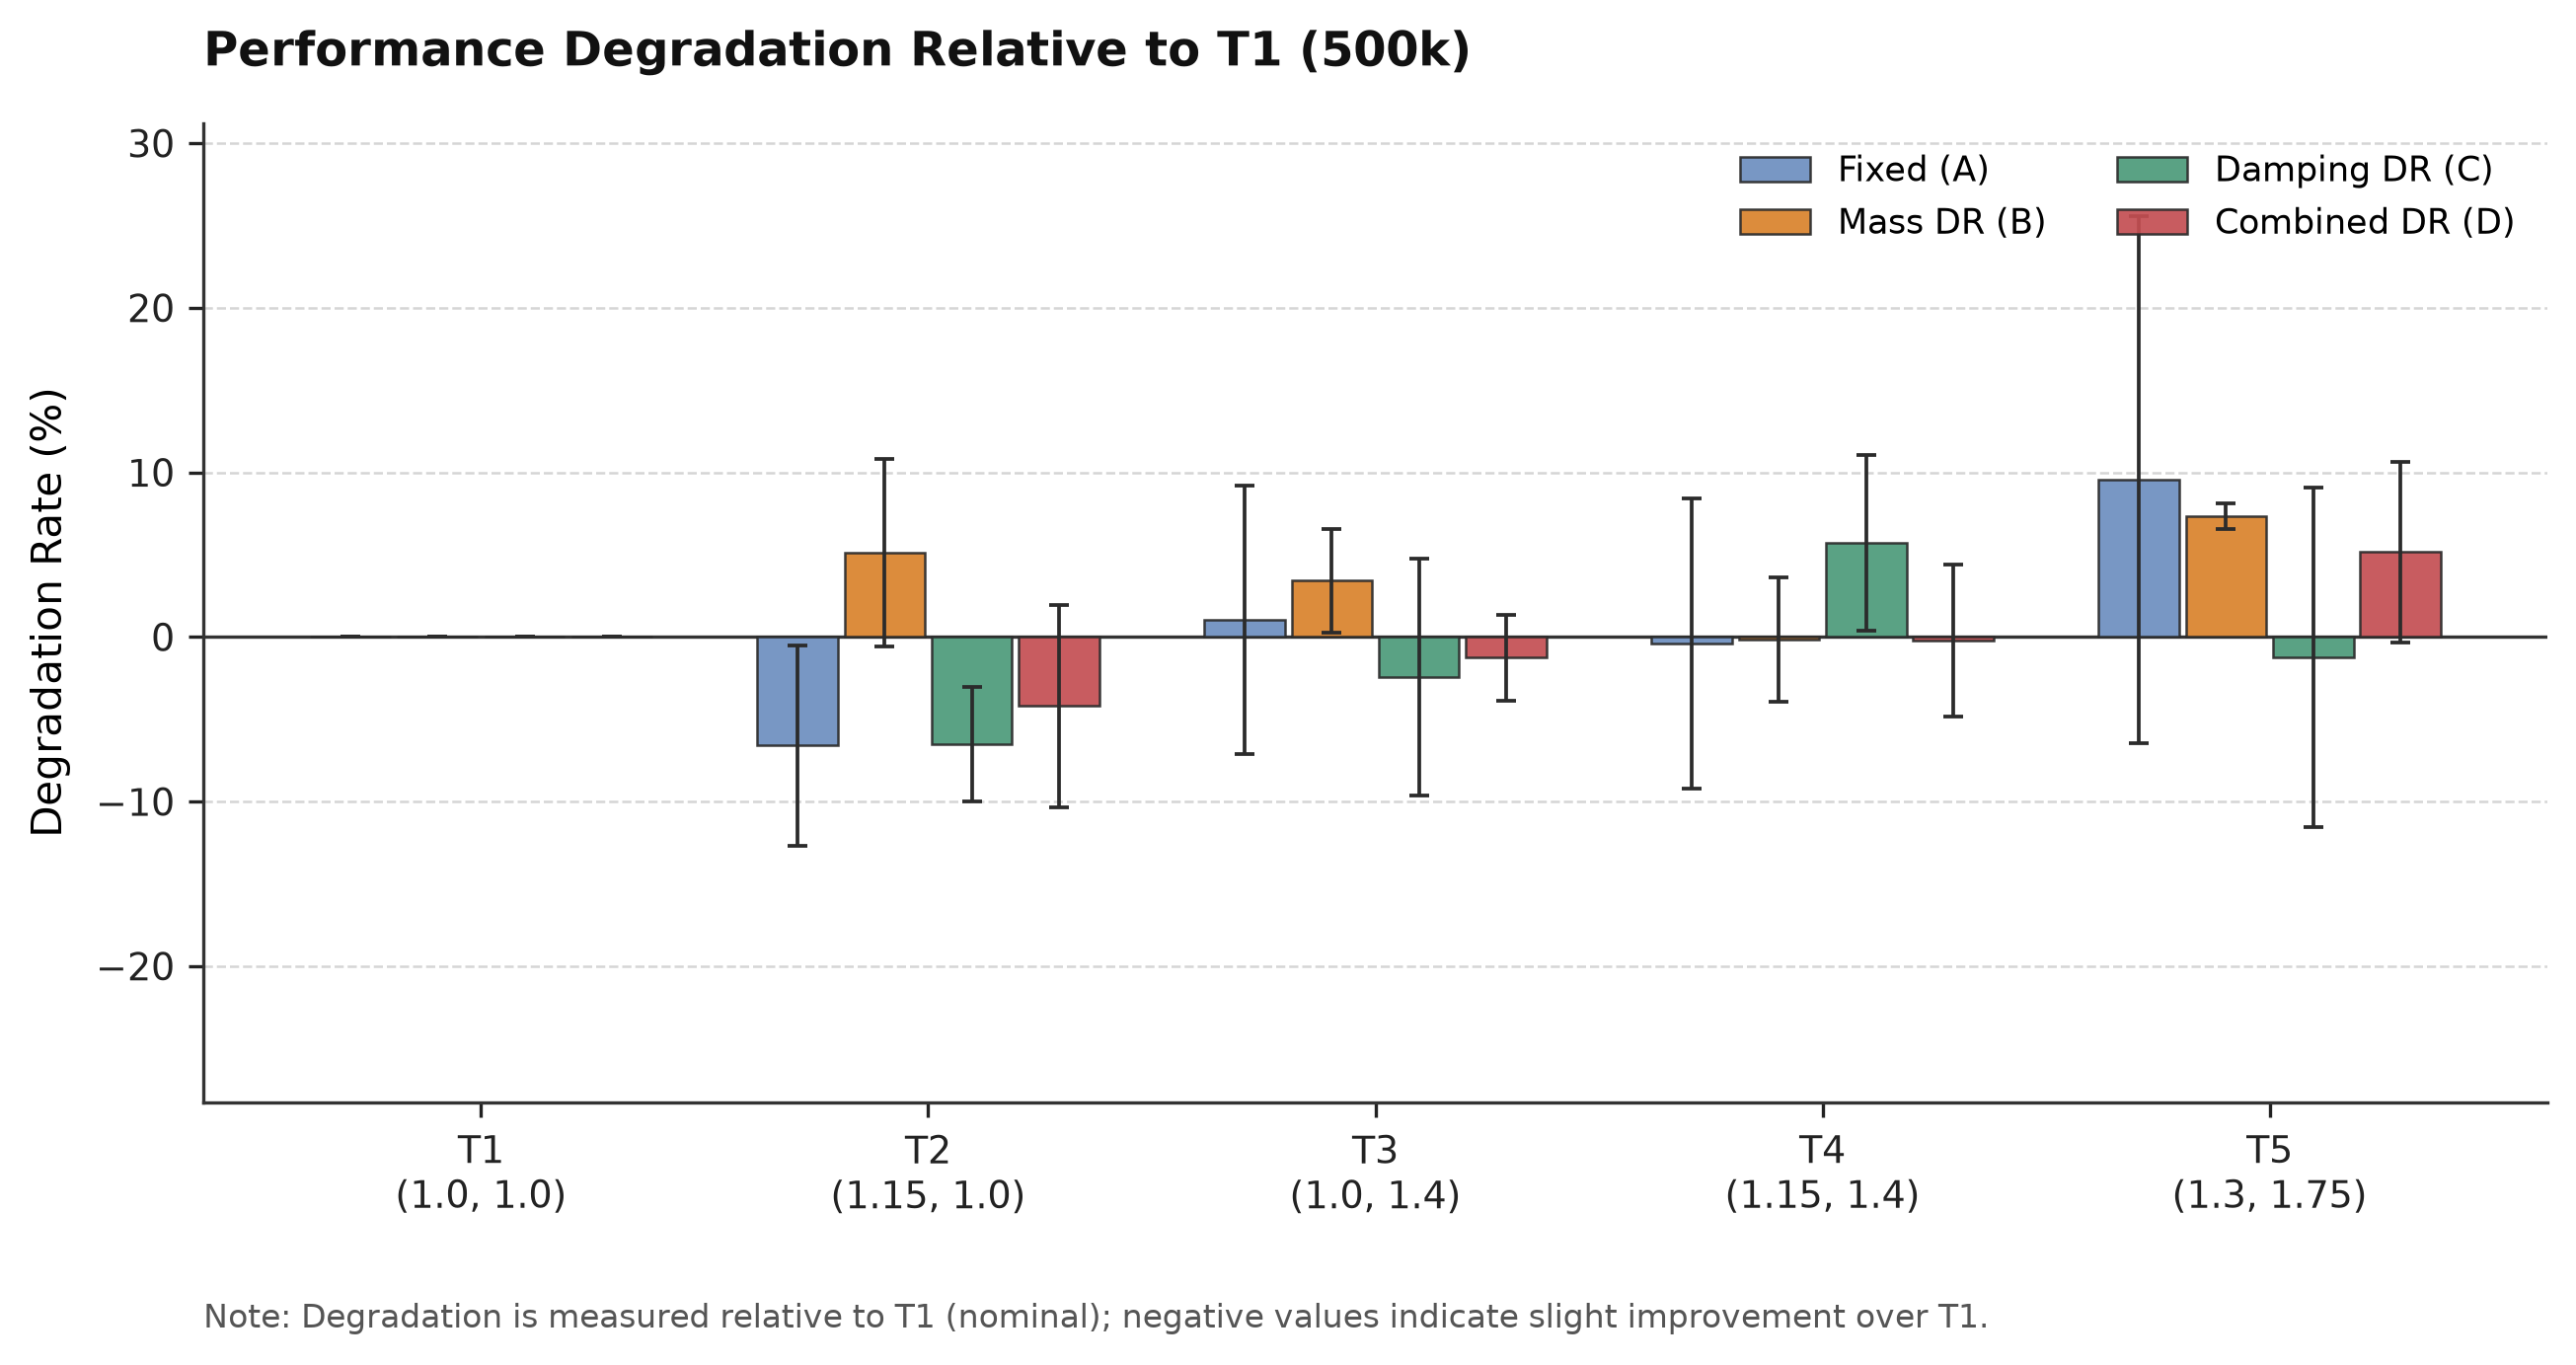 Performance Degradation Relative to T1 (500k)
Degradation Rate (%)
30
20
10
0
−10
−20
Fixed (A)
Mass DR (B)
Damping DR (C)
Combined DR (D)
T1
(1.0, 1.0)
T2
(1.15, 1.0)
T3
(1.0, 1.4)
T4
(1.15, 1.4)
T5
(1.3, 1.75)
Note: Degradation is measured relative to T1 (nominal); negative values indicate slight improvement over T1.